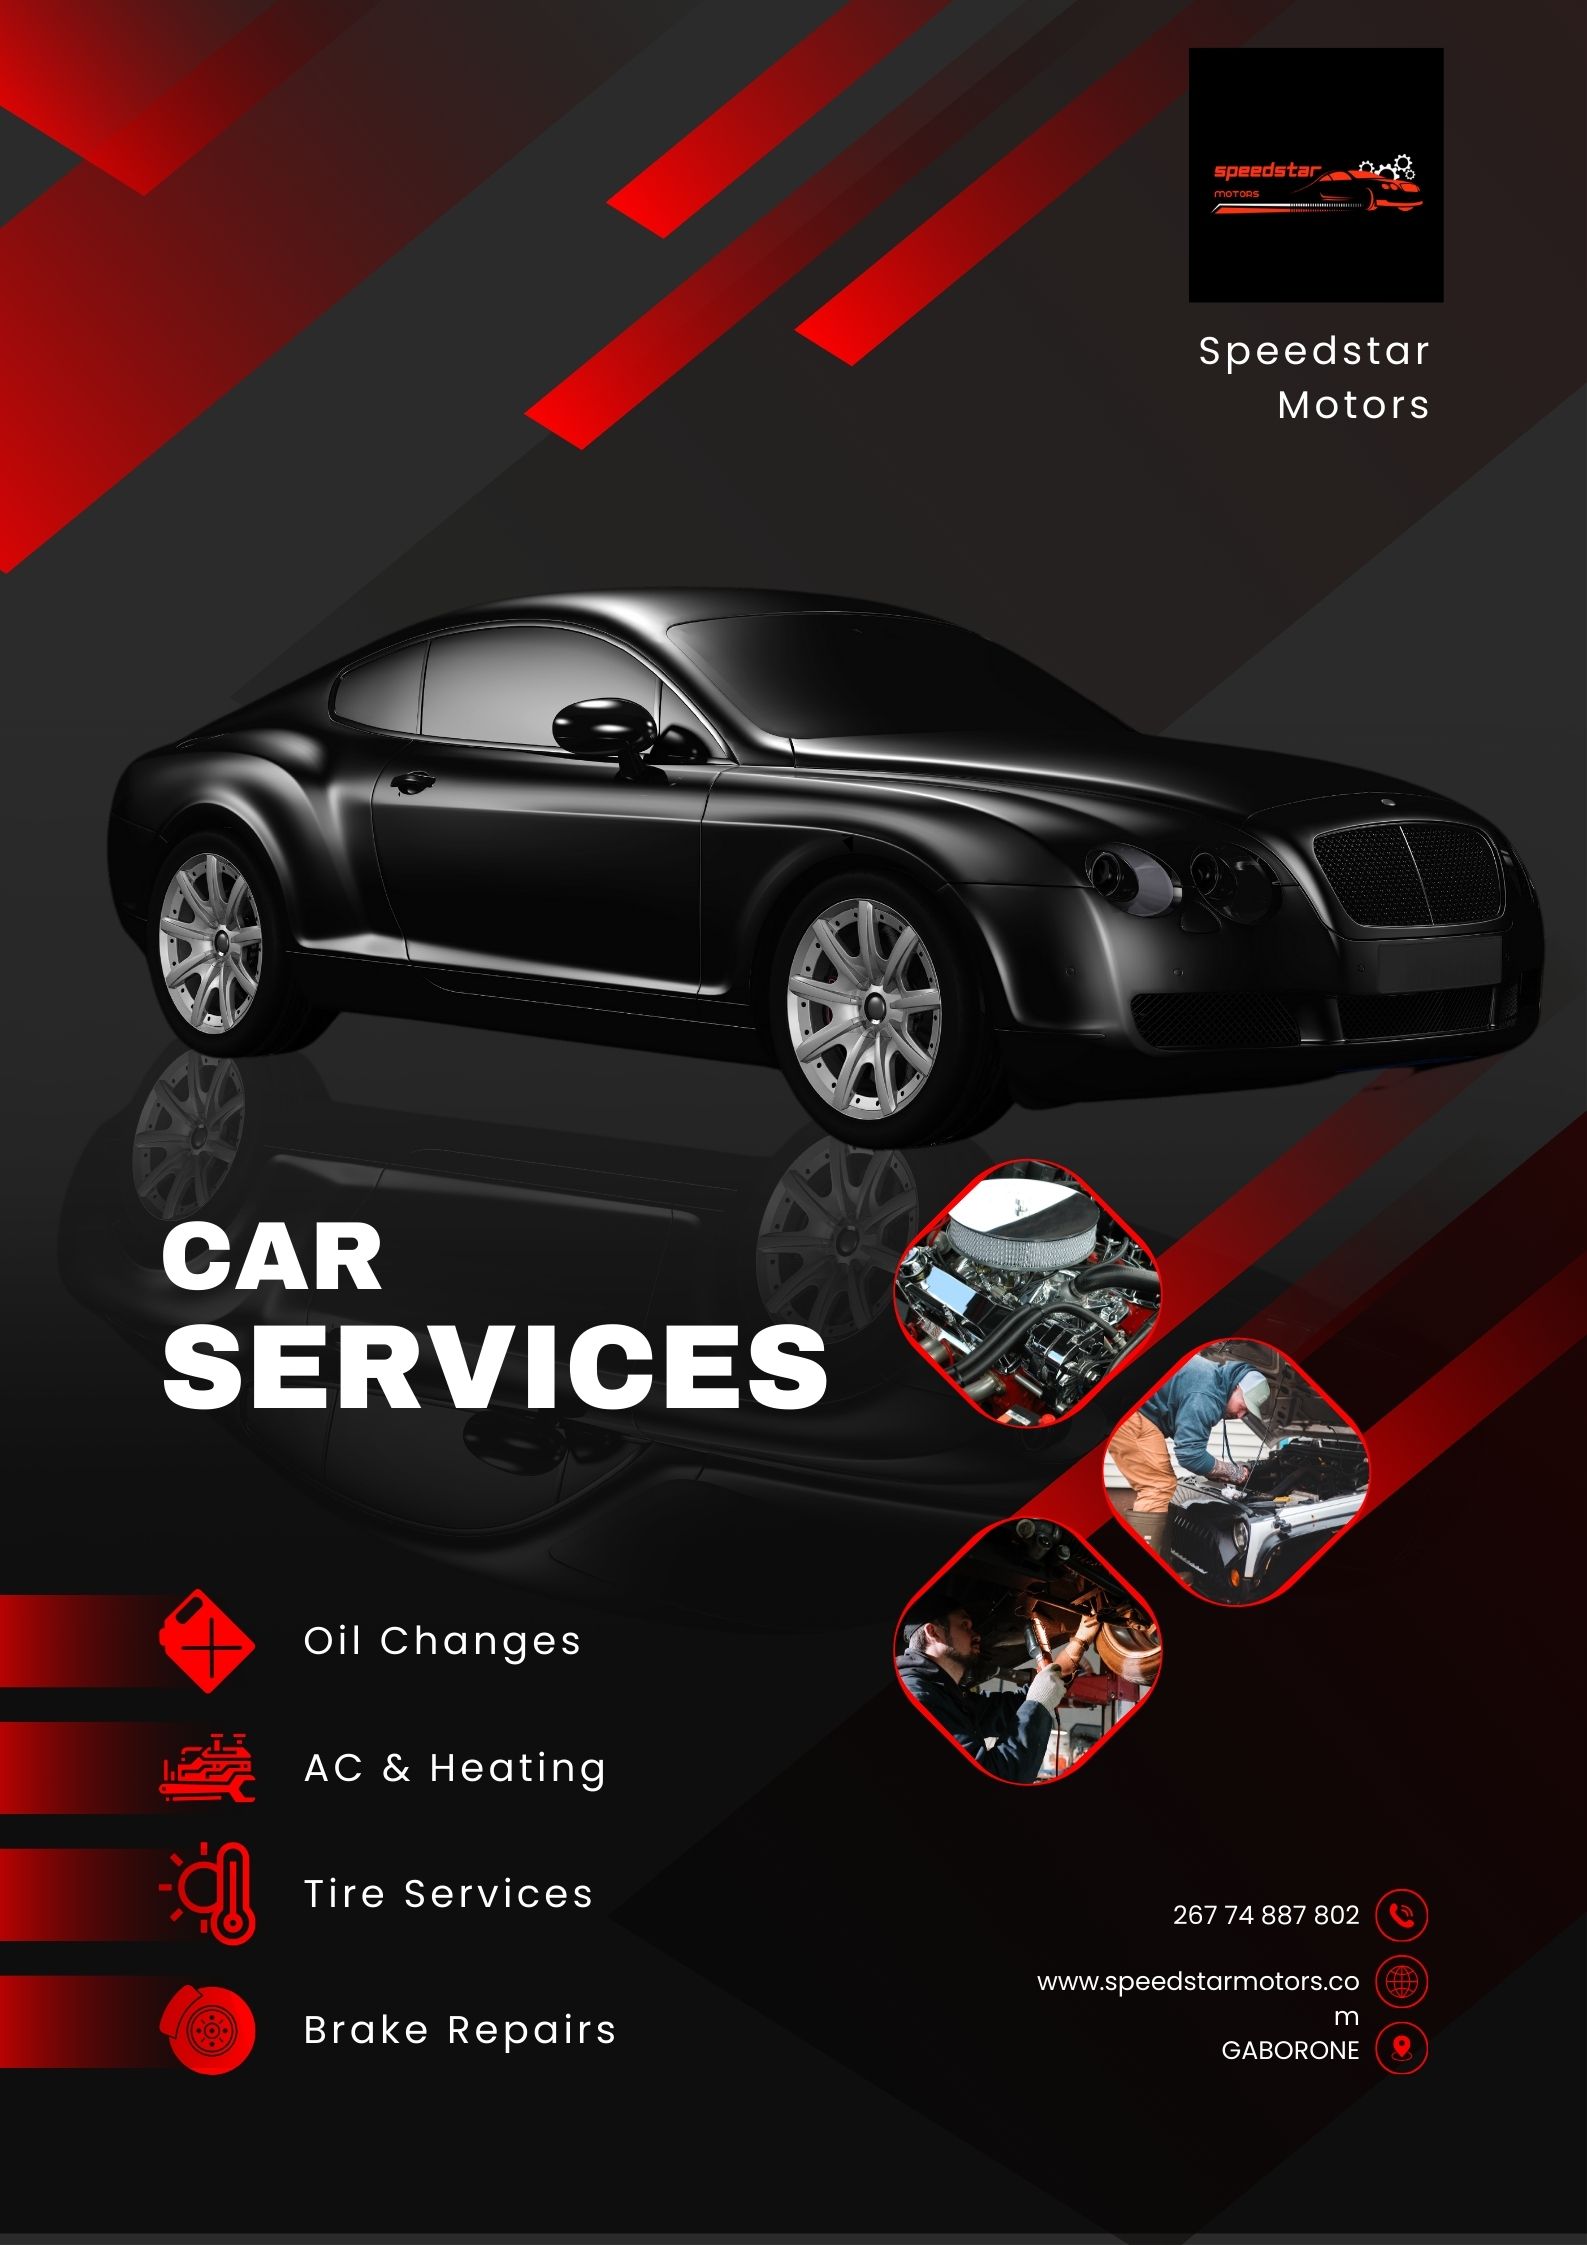 speedstar
MOTORS
Speedstar
Motors
CAR
SERVICES
Oil Changes
AC & Heating
Tire Services
Brake Repairs
267 74 887 802
www.speedstarmotors.co
m
GABORONE